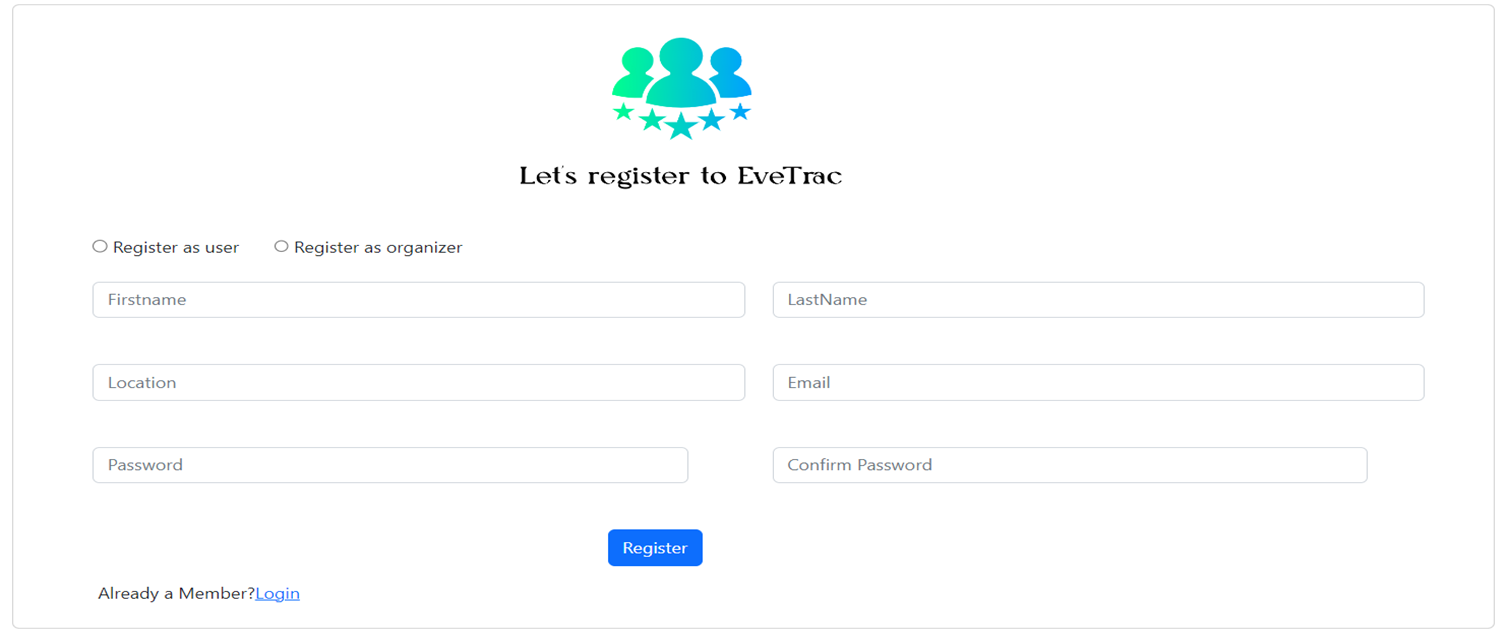 Let's register to EveTrac
Register as user Register as organizer
Firstname LastName
Location Email
Password Confirm Password
Register
Already a Member?Login